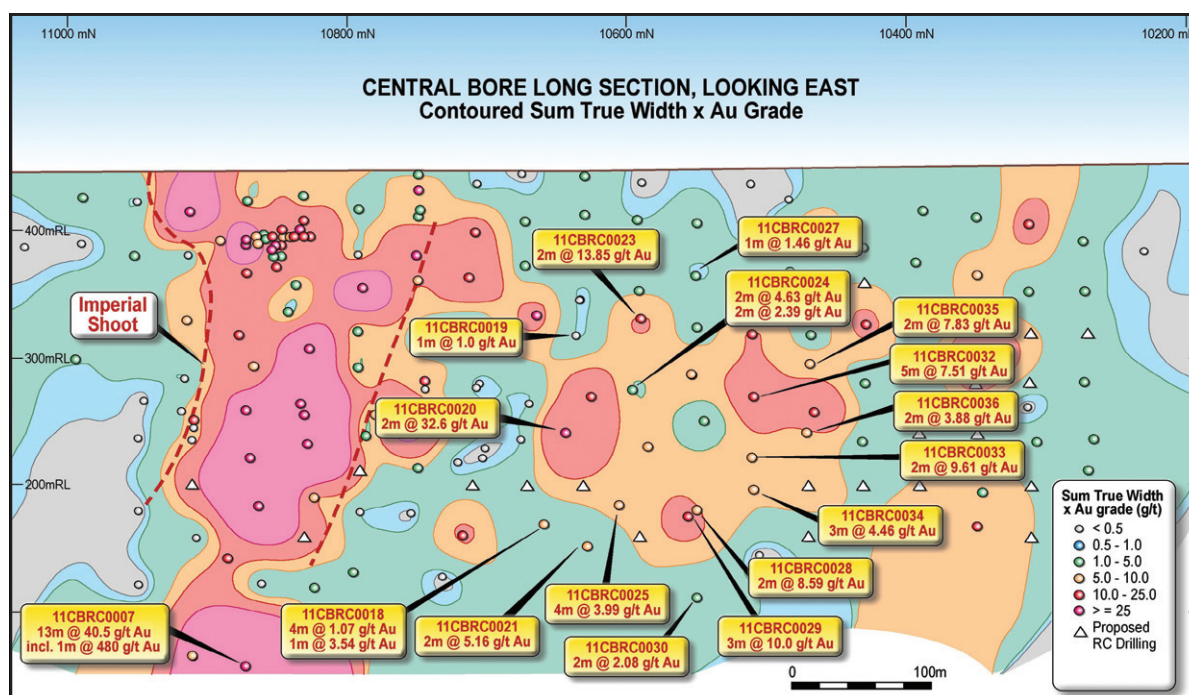 11000 mN
10800 mN
10600 mN
10400 mN
10200 mN
CENTRAL BORE LONG SECTION, LOOKING EAST
Contoured Sum True Width x Au Grade
400mRL
300mRL
200mRL
Imperial
Shoot
11CBRC0023
2m @ 13.85 g/t Au
11CBRC0027
1m @ 1.46 g/t Au
11CBRC0024
2m @ 4.63 g/t Au
2m @ 2.39 g/t Au
11CBRC0019
1m @ 1.0 g/t Au
11CBRC0035
2m @ 7.83 g/t Au
11CBRC0032
5m @ 7.51 g/t Au
11CBRC0020
2m @ 32.6 g/t Au
11CBRC0036
2m @ 3.88 g/t Au
11CBRC0033
2m @ 9.61 g/t Au
11CBRC0034
3m @ 4.46 g/t Au
11CBRC0028
2m @ 8.59 g/t Au
11CBRC0025
4m @ 3.99 g/t Au
11CBRC0007
13m @ 40.5 g/t Au
incl. 1m @ 480 g/t Au
11CBRC0018
4m @ 1.07 g/t Au
1m @ 3.54 g/t Au
11CBRC0021
2m @ 5.16 g/t Au
11CBRC0030
2m @ 2.08 g/t Au
11CBRC0029
3m @ 10.0 g/t Au
Sum True Width
x Au grade (g/t)
< 0.5
0.5 - 1.0
1.0 - 5.0
5.0 - 10.0
10.0 - 25.0
> = 25
Proposed
RC Drilling
0
100m